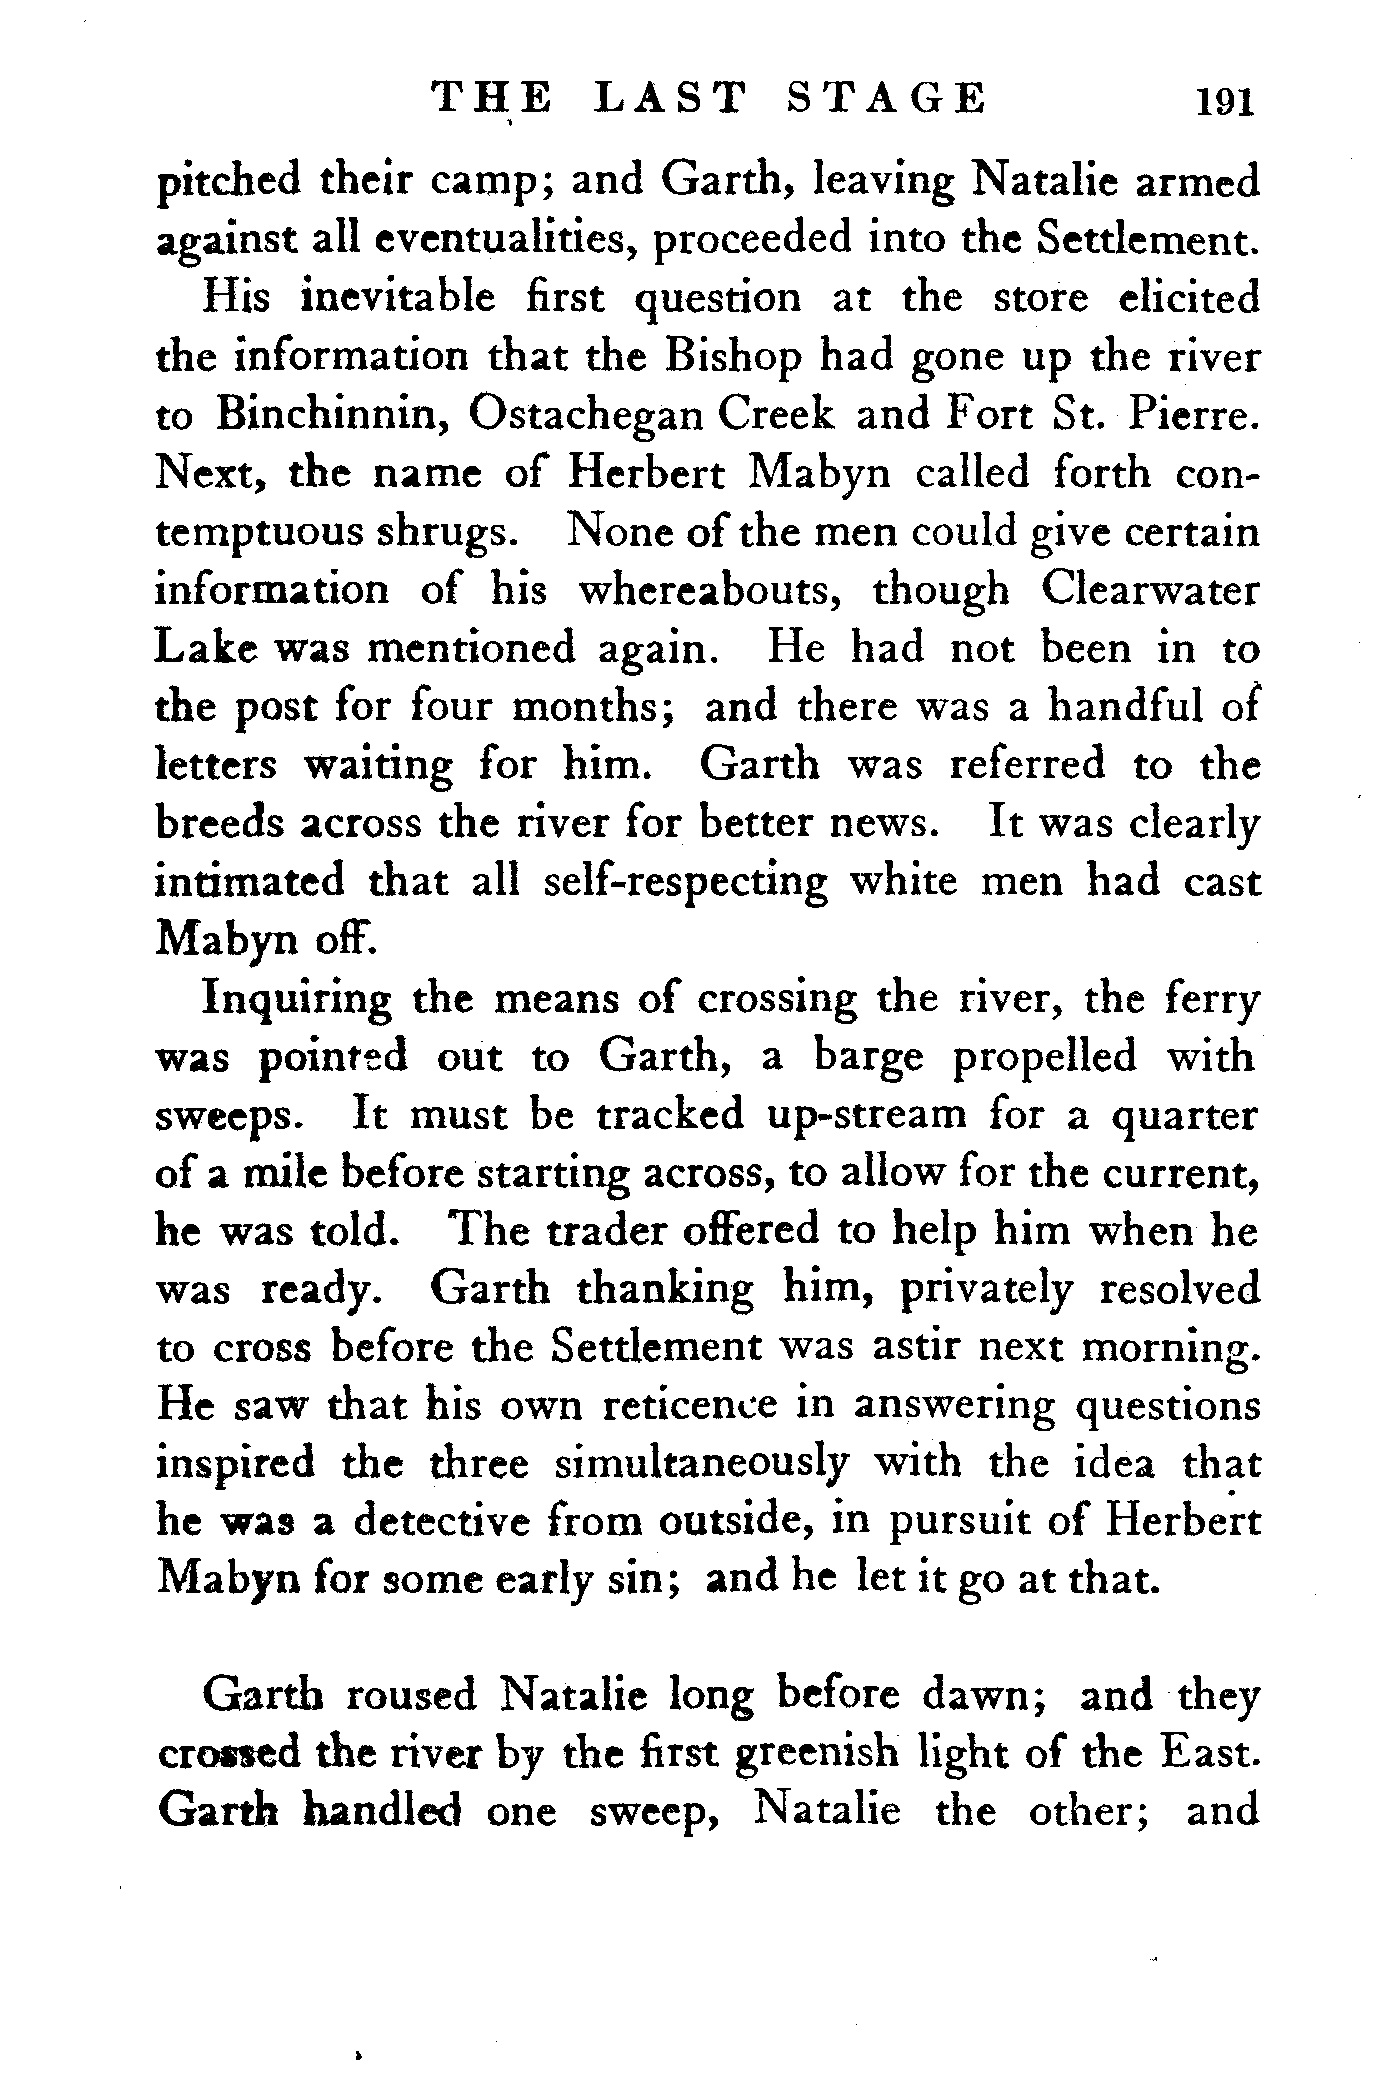 THE LAST STAGE 191
pitched their camp; and Garth, leaving Natalie armed
against all eventualities, proceeded into the Settlement.
His inevitable first question at the store elicited
the information that the Bishop had gone up the river
to Binchinnin, Ostachegan Creek and Fort St. Pierre.
Next, the name of Herbert Mabyn called forth con-
temptuous shrugs. None of the men could give certain
information of his whereabouts, though Clearwater
Lake was mentioned again. He had not been in to
the post for four months; and there was a handful of
letters waiting for him. Garth was referred to the
breeds across the river for better news. It was clearly
intimated that all self-respecting white men had cast
Mabyn off.
Inquiring the means of crossing the river, the ferry
was pointed out to Garth, a barge propelled with
sweeps. It must be tracked up-stream for a quarter
of a mile before starting across, to allow for the current,
he was told. The trader offered to help him when he
was ready. Garth thanking him, privately resolved
to cross before the Settlement was astir next morning.
He saw that his own reticence in answering questions
inspired the three simultaneously with the idea that
he was a detective from outside, in pursuit of Herbert
Mabyn for some early sin; and he let it go at that.
Garth roused Natalie long before dawn; and they
crossed the river by the first greenish light of the East.
Garth handled one sweep, Natalie the other; and